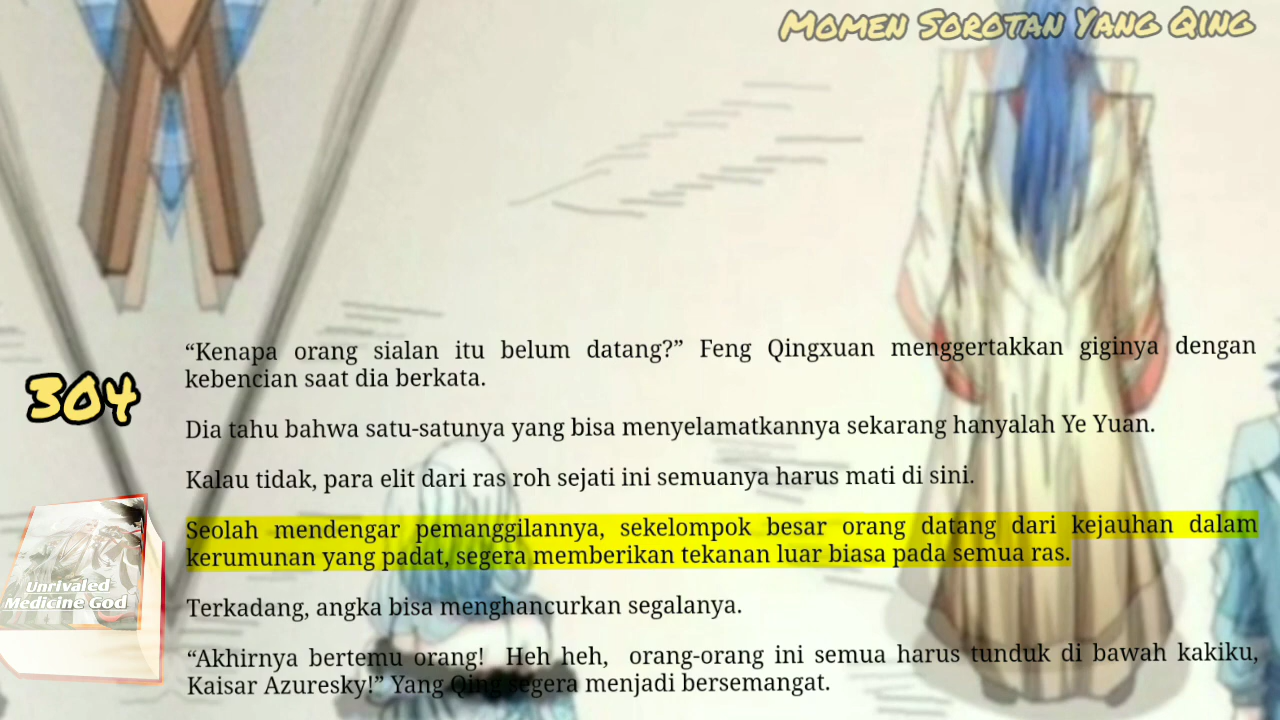 Momen Sorotan Yang Qing
“Kenapa orang sialan itu belum datang?” Feng Qingxuan menggertakkan giginya dengan
kebencian saat dia berkata.
304
Dia tahu bahwa satu-satunya yang bisa menyelamatkannya sekarang hanyalah Ye Yuan.
Kalau tidak, para elit dari ras roh sejati ini semuanya harus mati di sini.
Seolah mendengar pemanggilannya, sekelompok besar orang datang dari kejauhan dalam
kerumunan yang padat, segera memberikan tekanan luar biasa pada semua ras.
Unrivaled
Medicine God
Terkadang, angka bisa menghancurkan segalanya.
“Akhirnya bertemu orang! Heh heh, orang-orang ini semua harus tunduk di bawah kakiku,
Kaisar Azuresky!” Yang Qing segera menjadi bersemangat.